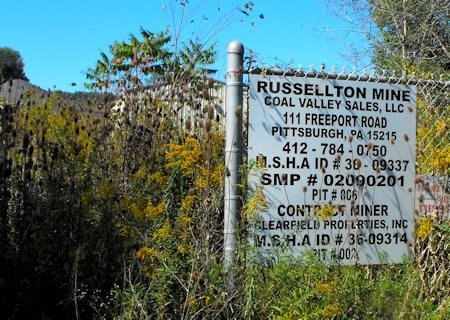 RUSSELLTON MINE
COAL VALLEY SALES, LLC
111 FREEPORT ROAD
PITTSBURGH, PA 15215
412 - 784 - 0750
M.S.H.A ID # 36 - 09337
SMP # 02090201
PIT # 006
CONTRACT MINER
CLEARFIELD PROPERTIES, INC
M.S.H.A ID # 36-09314
PIT #